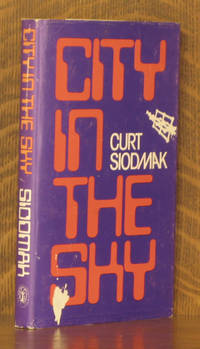 CITY IN THE SKY SIODMAK
CITY
IN
CURT
SIODMAK
THE
SKY